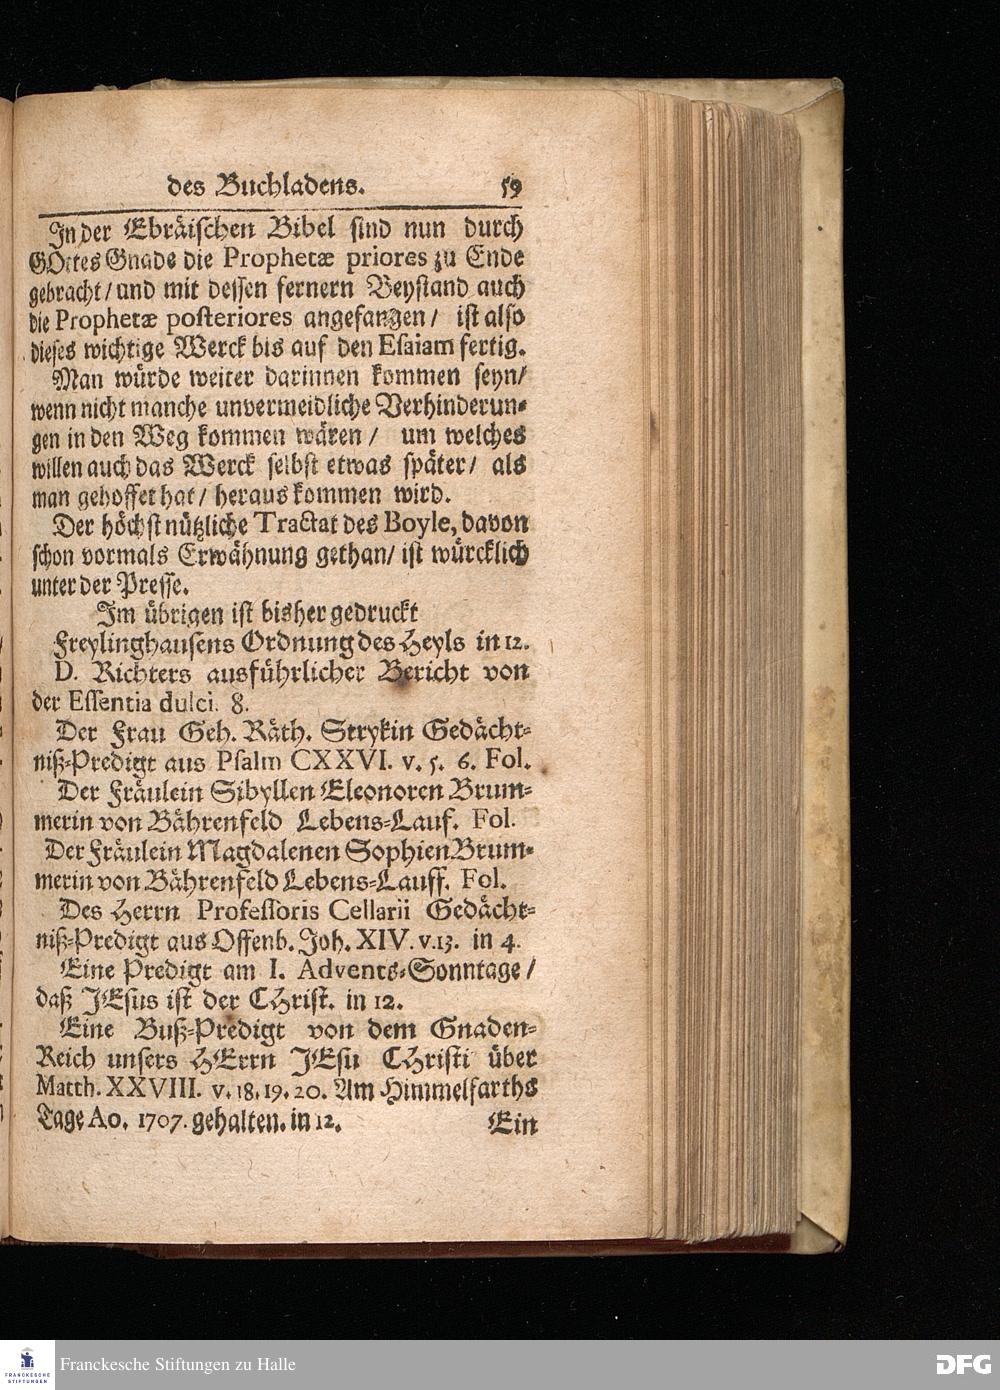 des Buchladens. 59
In der Ebräischen Bibel sind nun durch
GOttes Gnade die Prophetæ priores zu Ende
gebracht / und mit dessen fernern Beystand auch
die Prophetæ posteriores angefangen / ist also
dieses wichtige Werck bis auf den Esaiam fertig.
Man würde weiter darinnen kommen seyn /
wenn nicht manche unvermeidliche Verhinderun-
gen in den Weg kommen wären / um welches
willen auch das Werck selbst etwas später / als
man gehoffet hat / heraus kommen wird.
Der höchst nützliche Tractat des Boyle, davon
schon vormals Erwähnung gethan / ist würcklich
unter der Presse.
Im übrigen ist bisher gedruckt
Freylinghausens Ordnung des Heyls in 12.
D. Richters ausführlicher Bericht von
der Essentia dulci. 8.
Der Frau Geh. Räth. Strykin Gedächt-
niß-Predigt aus Psalm CXXVI. v. 5. 6. Fol.
Der Fräulein Sibyllen Eleonoren Brum-
merin von Bährenfeld Lebens-Lauf. Fol.
Der Fräulein Magdalenen Sophien Brum-
merin von Bährenfeld Lebens-Lauff. Fol.
Des Herrn Professoris Cellarii Gedächt-
niß-Predigt aus Offenb. Joh. XIV. v. 13. in 4.
Eine Predigt am I. Advents-Sonntage /
daß JEsus ist der CHrist. in 12.
Eine Buß-Predigt von dem Gnaden-
Reich unsers HErrn JEsu CHristi über
Matth. XXVIII. v. 18. 19. 20. Am Himmelfarths
Tage Ao. 1707. gehalten. in 12.
Ein
FRANCKESCHE
STIFTUNGEN
Franckesche Stiftungen zu Halle
DFG